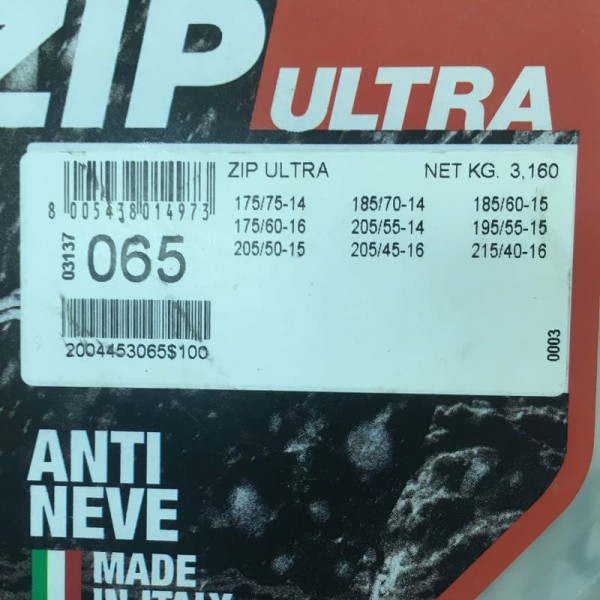 ZIP ULTRA
ZIP ULTRA NET KG. 3,160
8 005438 014973
175/75-14 185/70-14 185/60-15
175/60-16 205/55-14 195/55-15
205/50-15 205/45-16 215/40-16
03137
065
2004453065$100
0003
ANTI
NEVE
MADE
IN ITALY